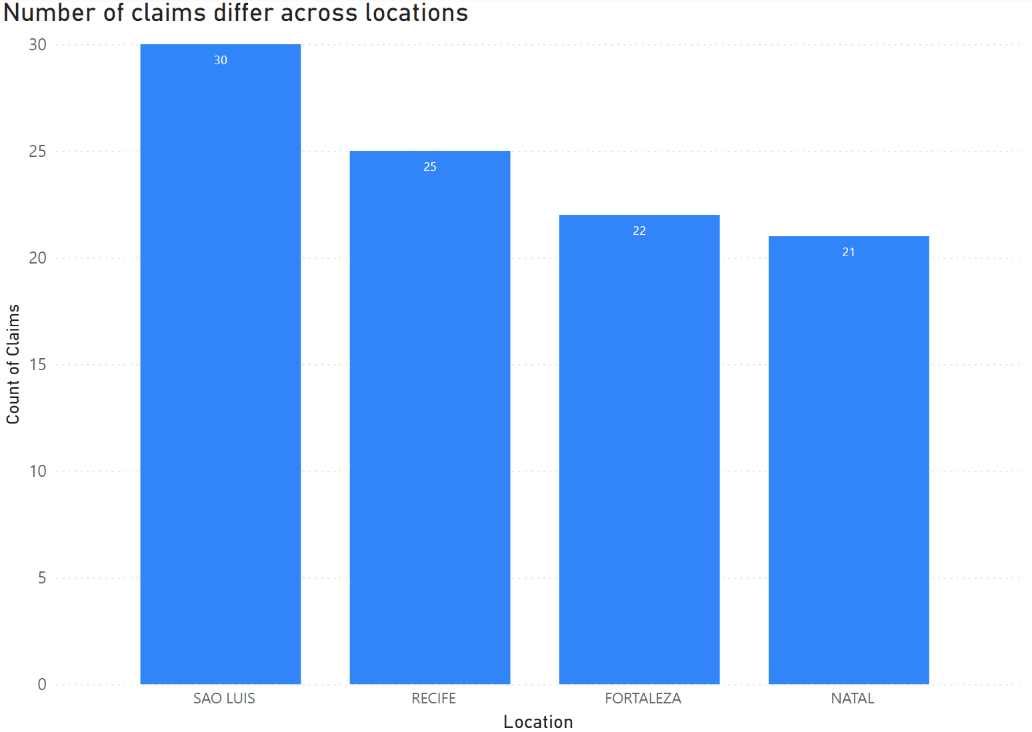 Number of claims differ across locations
30
25
20
15
10
5
0
Count of Claims
30
25
22
21
SAO LUIS
RECIFE
FORTALEZA
NATAL
Location